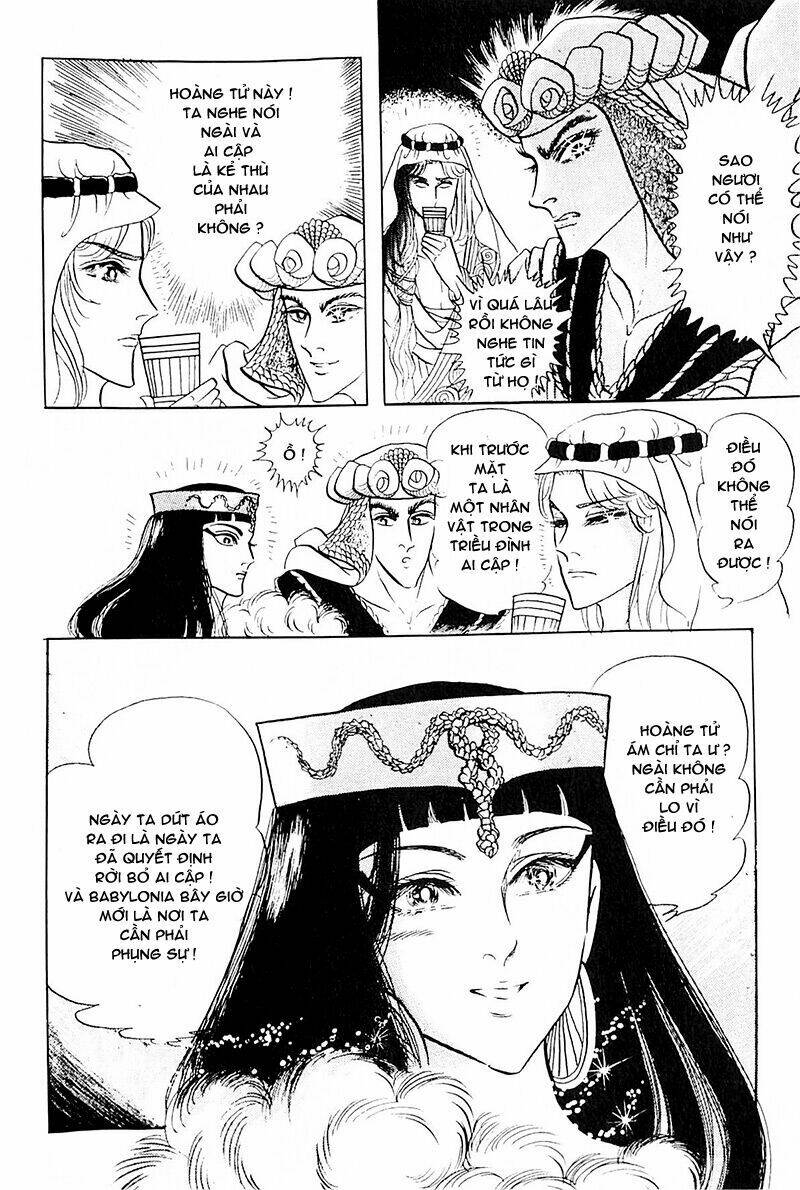 HOÀNG TỬ NÀY !
TA NGHE NÓI
NGÀI VÀ
AI CẬP
LÀ KẺ THÙ
CỦA NHAU
PHẢI
KHÔNG ?
SAO
NGƯƠI
CÓ THỂ
NÓI
NHƯ
VẬY ?
VÌ QUÁ LÂU
RỒI KHÔNG
NGHE TIN
TỨC GÌ
TỪ HỌ !
Ồ !
KHI TRƯỚC
MẶT
TA LÀ
MỘT NHÂN
VẬT TRONG
TRIỀU ĐÌNH
AI CẬP !
ĐIỀU
ĐÓ
KHÔNG
THỂ
NÓI
RA
ĐƯỢC !
HOÀNG TỬ
ÁM CHỈ TA Ư ?
NGÀI KHÔNG
CẦN PHẢI
LO VÌ
ĐIỀU ĐÓ !
NGÀY TA DỨT ÁO
RA ĐI LÀ NGÀY TA
ĐÃ QUYẾT ĐỊNH
RỜI BỎ AI CẬP !
VÀ BABYLONIA BÂY GIỜ
MỚI LÀ NƠI TA
CẦN PHẢI
PHỤNG SỰ !